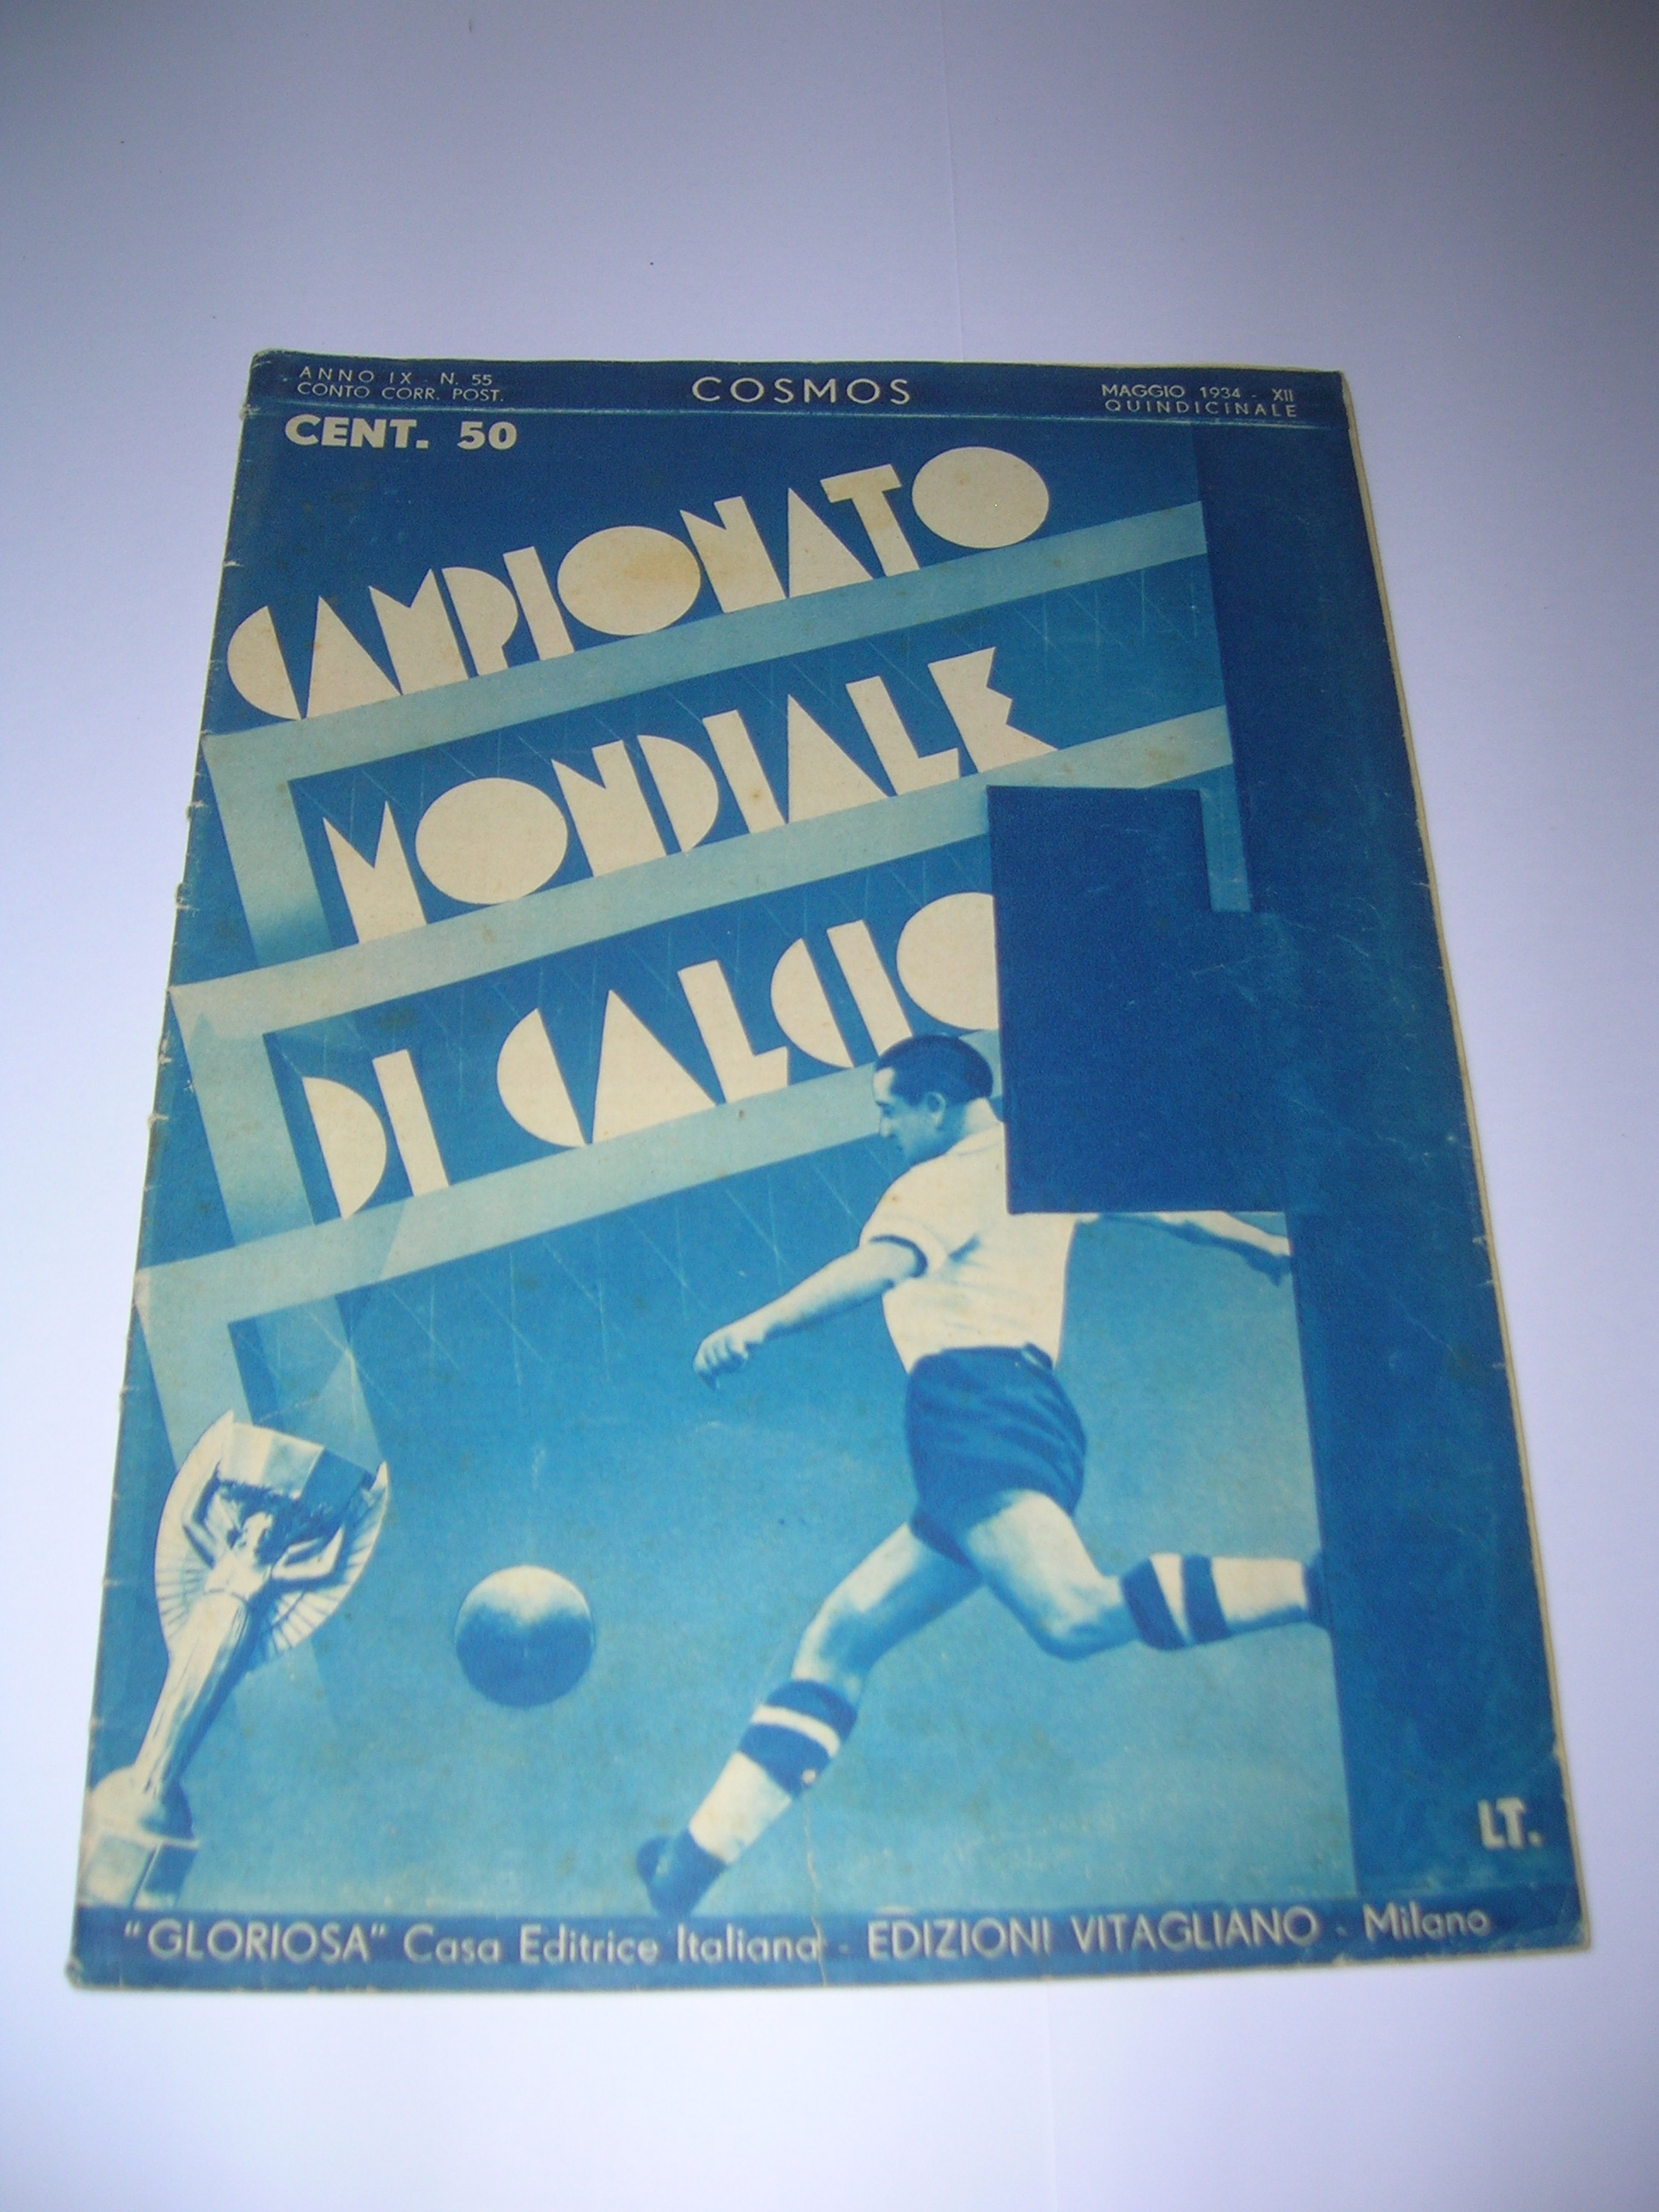 ANNO IX . N. 55
CONTO CORR. POST.
COSMOS
MAGGIO 1934 - XII
QUINDICINALE
CENT. 50
CAMPIONATO
MONDIALE
DI CALCIO
LT.
"GLORIOSA" Casa Editrice Italiana - EDIZIONI VITAGLIANO - Milano